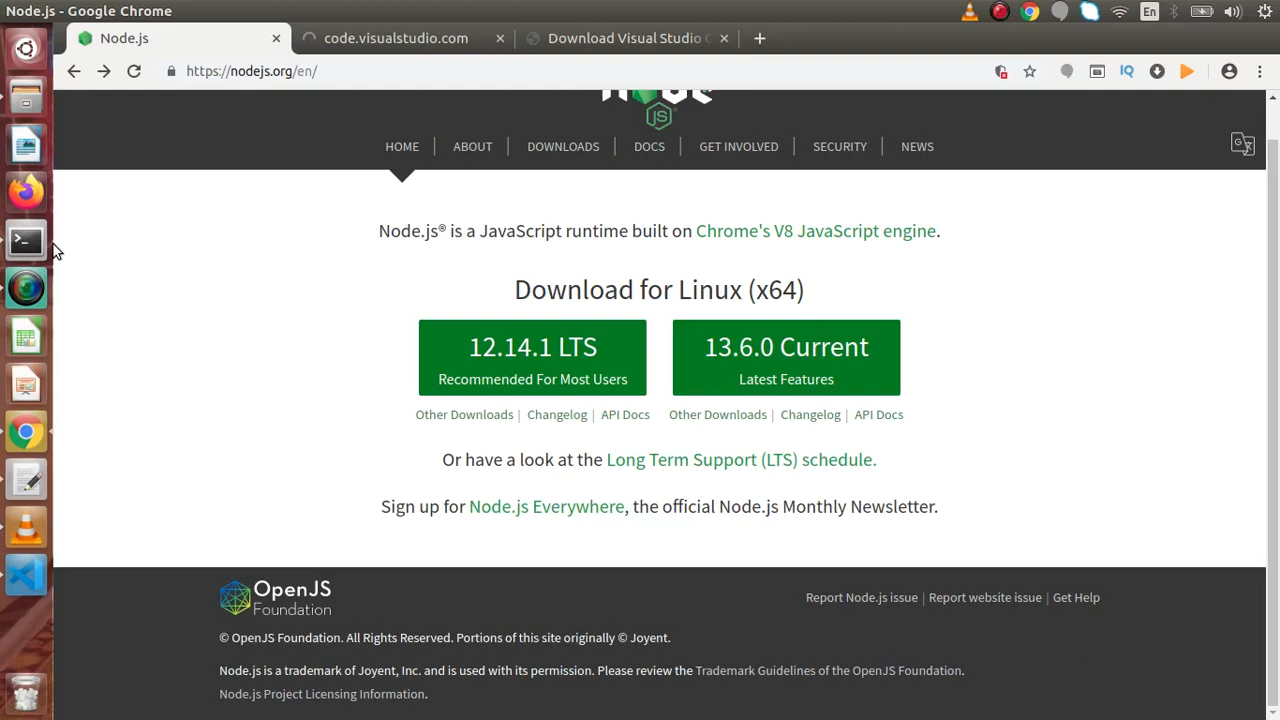 Node.js - Google Chrome
En
Node.js
code.visualstudio.com
Download Visual Studio C
https://nodejs.org/en/
HOME
ABOUT
DOWNLOADS
DOCS
GET INVOLVED
SECURITY
NEWS
Node.js® is a JavaScript runtime built on Chrome's V8 JavaScript engine.
Download for Linux (x64)
12.14.1 LTS
Recommended For Most Users
13.6.0 Current
Latest Features
Other Downloads | Changelog | API Docs
Other Downloads | Changelog | API Docs
Or have a look at the Long Term Support (LTS) schedule.
Sign up for Node.js Everywhere, the official Node.js Monthly Newsletter.
OpenJS
Foundation
Report Node.js issue | Report website issue | Get Help
© OpenJS Foundation. All Rights Reserved. Portions of this site originally © Joyent.
Node.js is a trademark of Joyent, Inc. and is used with its permission. Please review the Trademark Guidelines of the OpenJS Foundation.
Node.js Project Licensing Information.